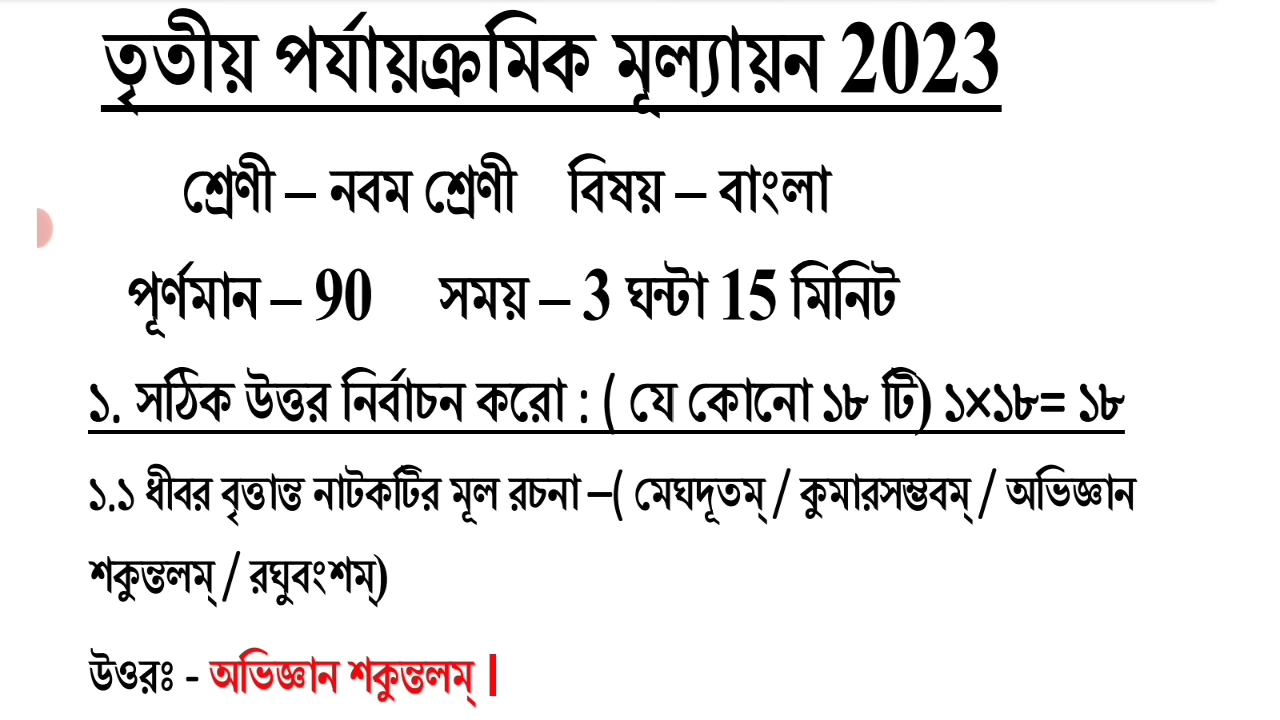 তৃতীয় পর্যায়ক্রমিক মূল্যায়ন 2023
শ্রেণী – নবম শ্রেণী বিষয় – বাংলা
পূর্ণমান – 90 সময় – 3 ঘন্টা 15 মিনিট
১. সঠিক উত্তর নির্বাচন করো : ( যে কোনো ১৮ টি) ১×১৮= ১৮
১.১ ধীবর বৃত্তান্ত নাটকটির মূল রচনা –( মেঘদূতম্ / কুমারসম্ভবম্ / অভিজ্ঞান
শকুন্তলম্ / রঘুবংশম্)
উওরঃ - অভিজ্ঞান শকুন্তলম্ ।